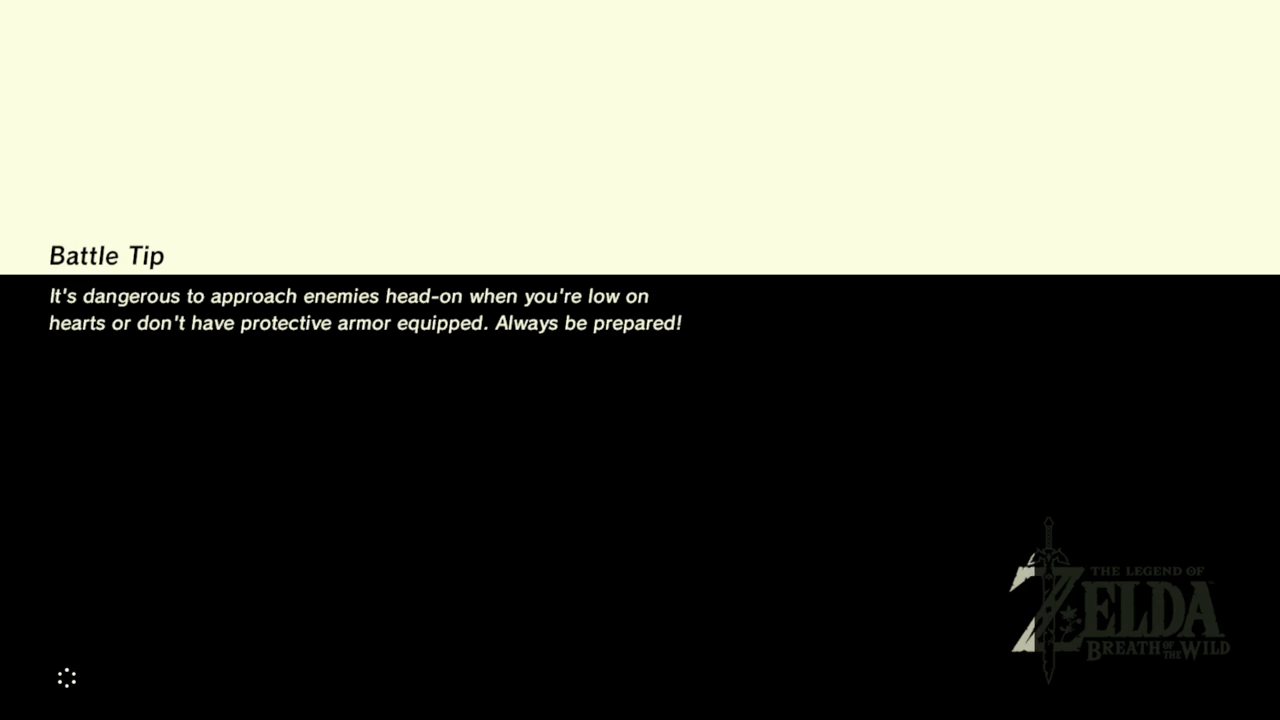 Battle Tip
It's dangerous to approach enemies head-on when you're low on
hearts or don't have protective armor equipped. Always be prepared!
THE LEGEND OF
ZELDA
BREATH OF THE WILD